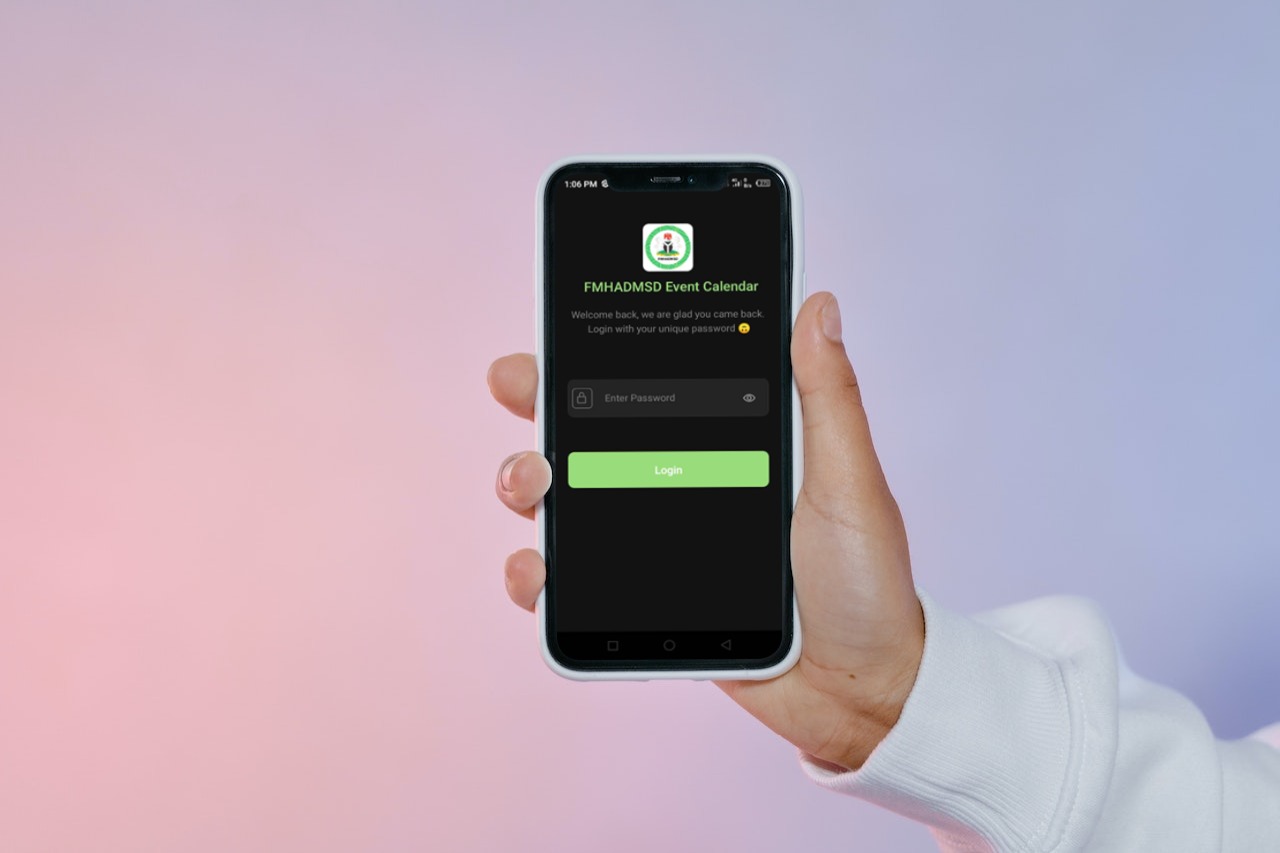 1:06 PM
FMHADMSD
FMHADMSD Event Calendar
Welcome back, we are glad you came back.
Login with your unique password 🙃
Enter Password
Login